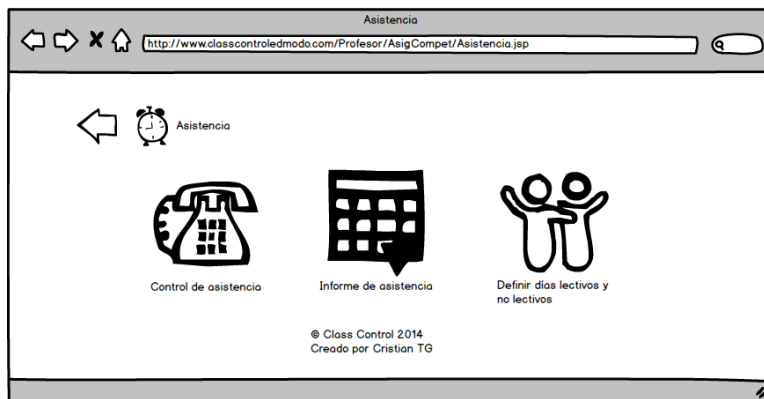 Asistencia
http://www.classcontroledmodo.com/Profesor/AsigCompet/Asistencia.jsp
Asistencia
Control de asistencia
Informe de asistencia
Definir días lectivos y
no lectivos
© Class Control 2014
Creado por Cristian TG